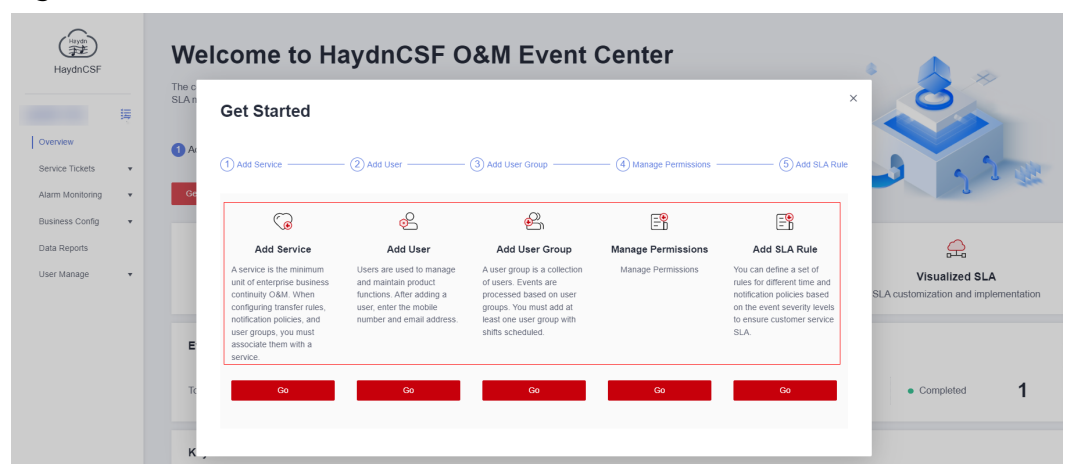 Haydn
HaydnCSF
Overview
Service Tickets
Alarm Monitoring
Business Config
Data Reports
User Manage
Welcome to HaydnCSF O&M Event Center
The c
SLA n
1 Ad
Ge
Get Started
×
1 Add Service
2 Add User
3 Add User Group
4 Manage Permissions
5 Add SLA Rule
Add Service
A service is the minimum
unit of enterprise business
continuity O&M. When
configuring transfer rules,
notification policies, and
user groups, you must
associate them with a
service.
Go
Add User
Users are used to manage
and maintain product
functions. After adding a
user, enter the mobile
number and email address.
Go
Add User Group
A user group is a collection
of users. Events are
processed based on user
groups. You must add at
least one user group with
shifts scheduled.
Go
Manage Permissions
Manage Permissions
Go
Add SLA Rule
You can define a set of
rules for different time and
notification policies based
on the event severity levels
to ensure customer service
SLA.
Go
Visualized SLA
SLA customization and implementation
Completed 1